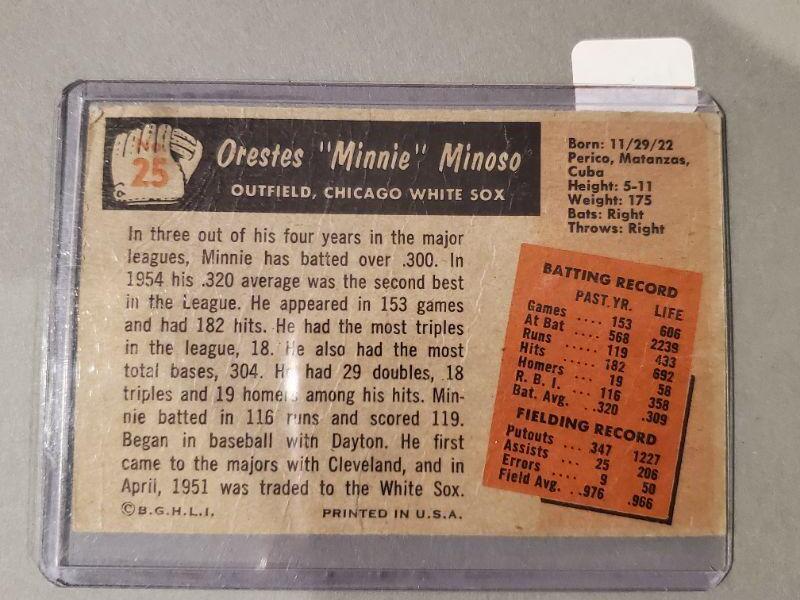 No.
25
Orestes "Minnie" Minoso
OUTFIELD, CHICAGO WHITE SOX
Born: 11/29/22
Perico, Matanzas,
Cuba
Height: 5-11
Weight: 175
Bats: Right
Throws: Right
In three out of his four years in the major
leagues, Minnie has batted over .300. In
1954 his .320 average was the second best
in the League. He appeared in 153 games
and had 182 hits. He had the most triples
in the league, 18. He also had the most
total bases, 304. He had 29 doubles, 18
triples and 19 homers among his hits. Min-
nie batted in 116 runs and scored 119.
Began in baseball with Dayton. He first
came to the majors with Cleveland, and in
April, 1951 was traded to the White Sox.
©B.G.H.L.I. PRINTED IN U.S.A.
BATTING RECORD
PAST. YR. LIFE
Games .... 153 606
At Bat .... 568 2239
Runs ..... 119 433
Hits ..... 182 692
Homers ... 19 58
R. B. I. ... 116 358
Bat. Avg. ..320 .309
FIELDING RECORD
Putouts ... 347 1227
Assists ... 25 206
Errors .... 9 50
Field Avg. ..976 .966